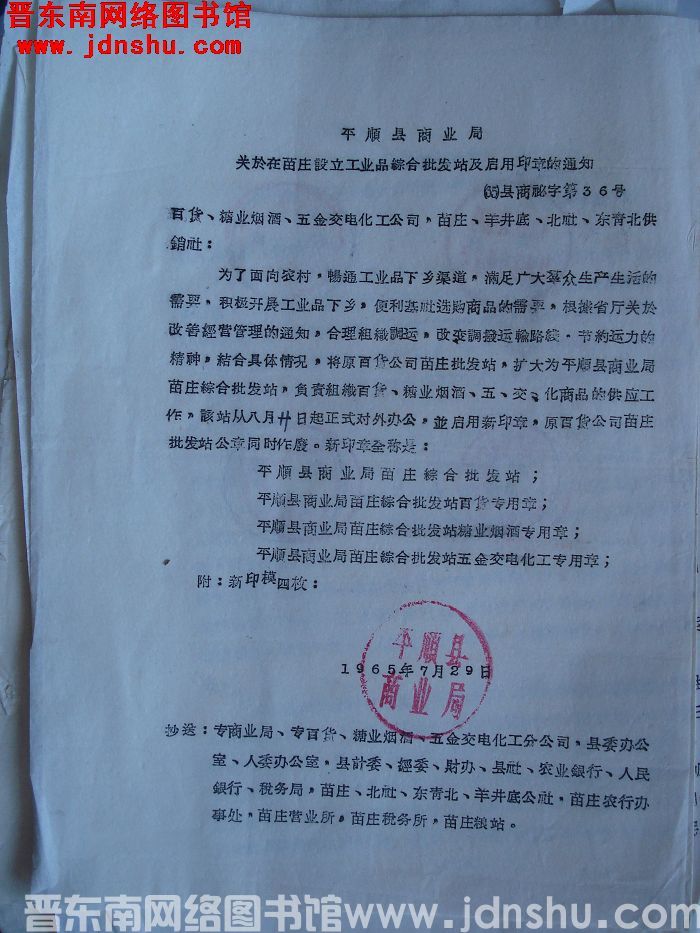 晋东南网络图书馆
www.jdnshu.com
平順县商业局
关於在苗庄設立工业品綜合批发站及启用印章的通知
(65)县商秘字第36号
百货、糖业烟酒、五金交电化工公司，苗庄、羊井底、北社、东青北供
銷社：
为了面向农村，暢通工业品下乡渠道，滿足广大羣众生产生活的
需要，积极开展工业品下乡，便利基社选购商品的需要，根據省厅关於
改善經营管理的通知，合理組織調运，改变調搬运輸路綫，节約运力的
精神，結合具体情况，将原百货公司苗庄批发站，扩大为平順县商业局
苗庄綜合批发站，负责組織百货、糖业烟酒、五、交、化商品的供应工
作，該站从八月廿日起正式对外办公，並启用新印章，原百货公司苗庄
批发站公章同时作廢。新印章全称是：
平順县商业局苗庄綜合批发站；
平順县商业局苗庄綜合批发站百货专用章；
平順县商业局苗庄綜合批发站糖业烟酒专用章；
平順县商业局苗庄綜合批发站五金交电化工专用章；
附：新印模四枚：
平順县
1965年7月29日
商业局
抄送：专商业局、专百货、糖业烟酒、五金交电化工分公司，县委办公
室、人委办公室，县計委、經委、財办、县社、农业銀行、人民
銀行、税务局，苗庄、北社、东青北、羊井底公社，苗庄农行办
事处，苗庄营业所，苗庄税务所，苗庄粮站。
晋东南网络图书馆www.jdnshu.com